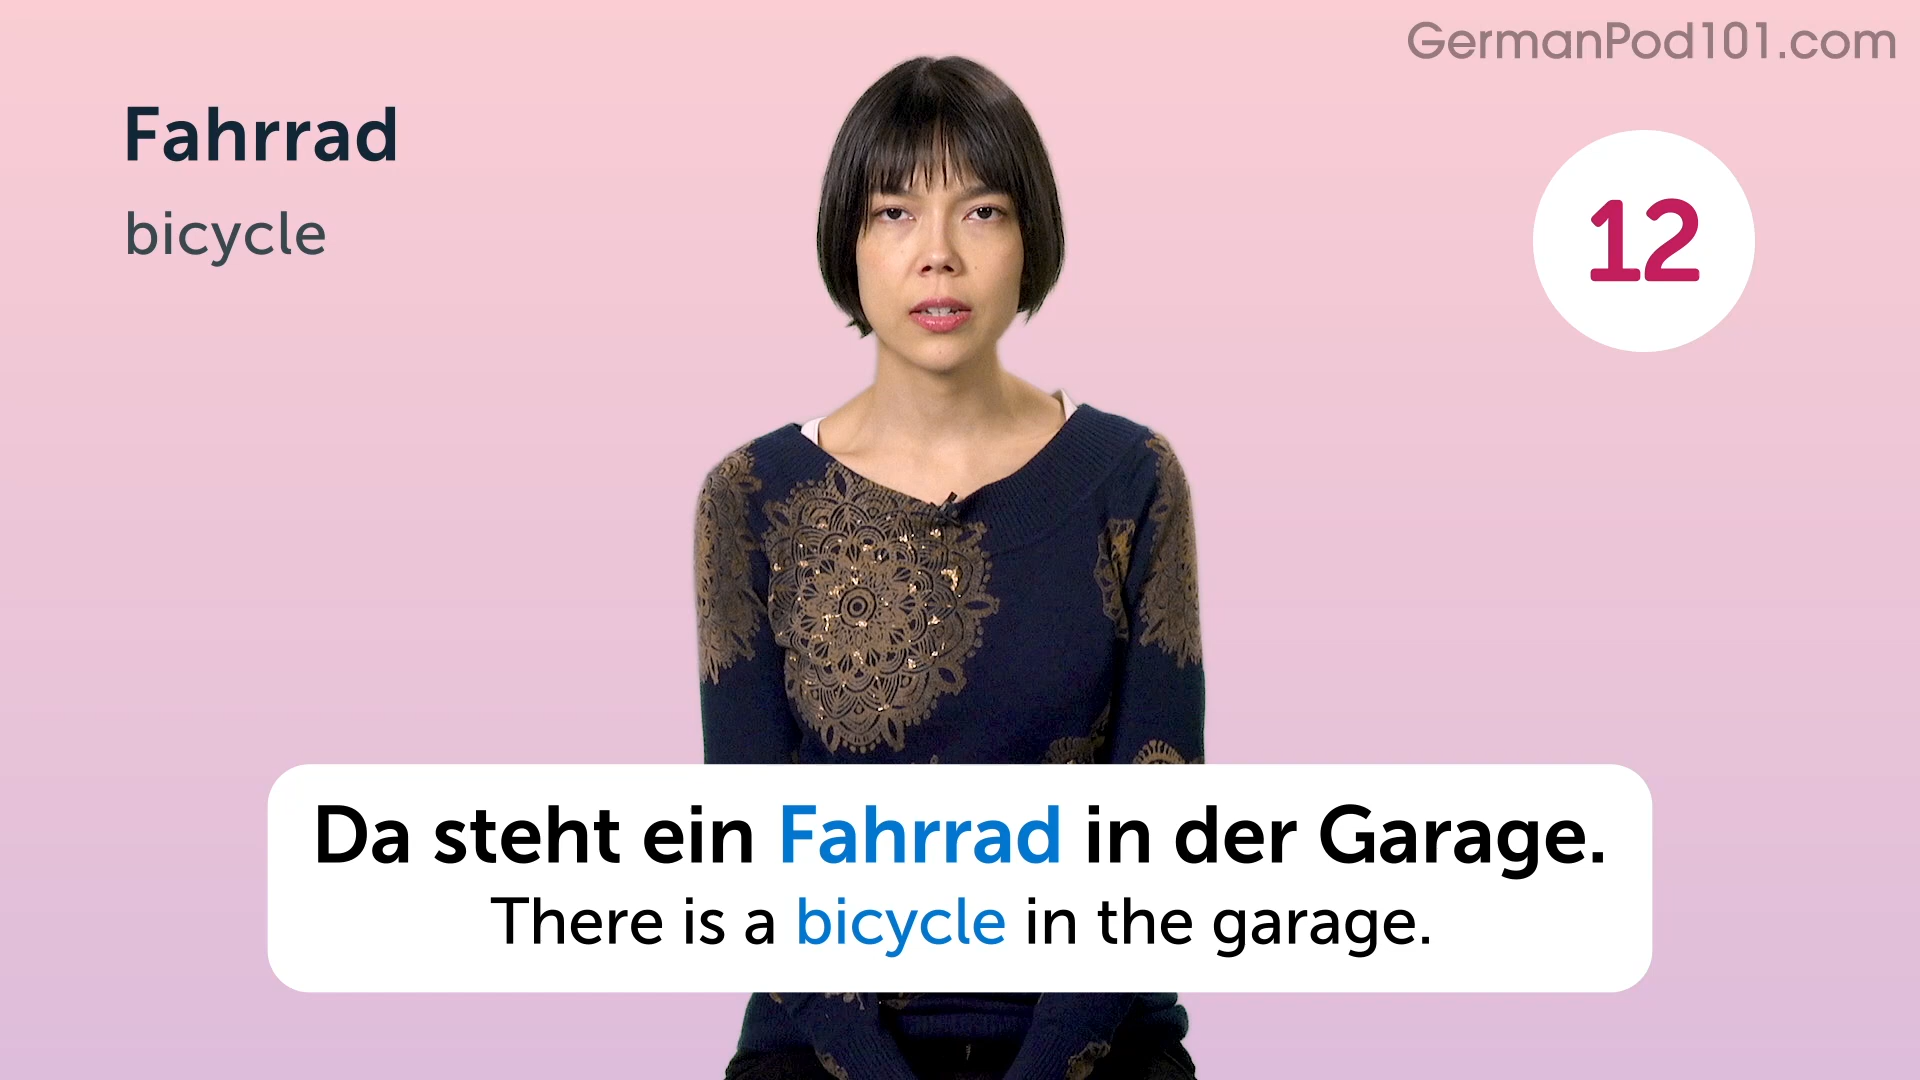 GermanPod101.com
Fahrrad
bicycle
12
Da steht ein Fahrrad in der Garage.
There is a bicycle in the garage.